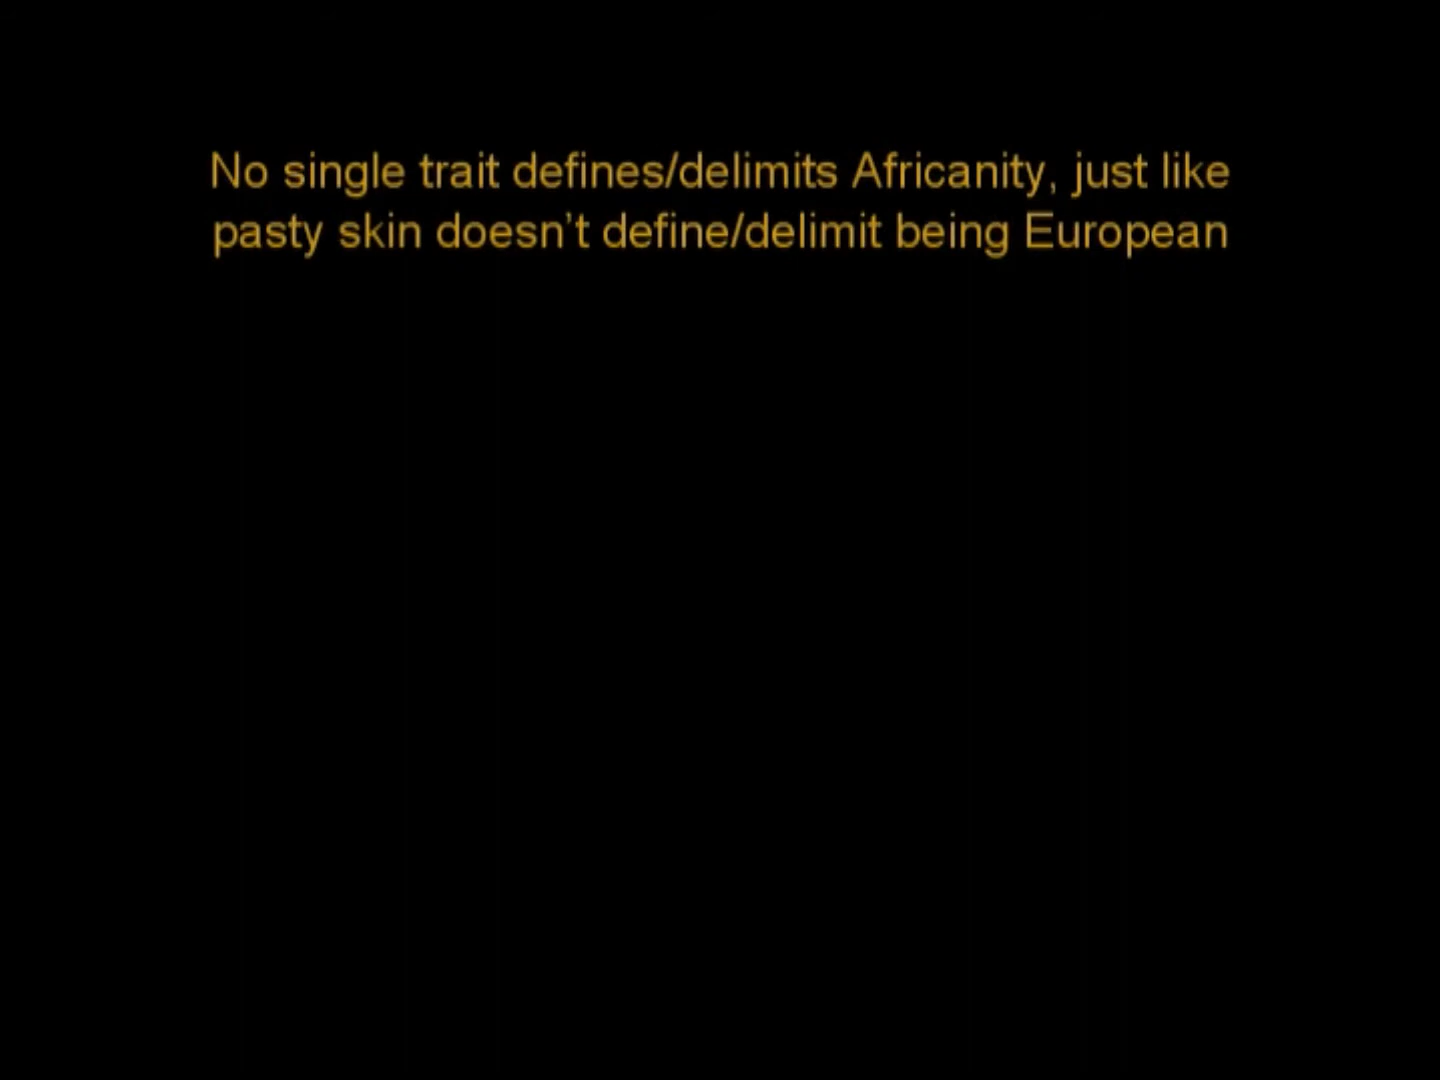 No single trait defines/delimits Africanity, just like
pasty skin doesn’t define/delimit being European